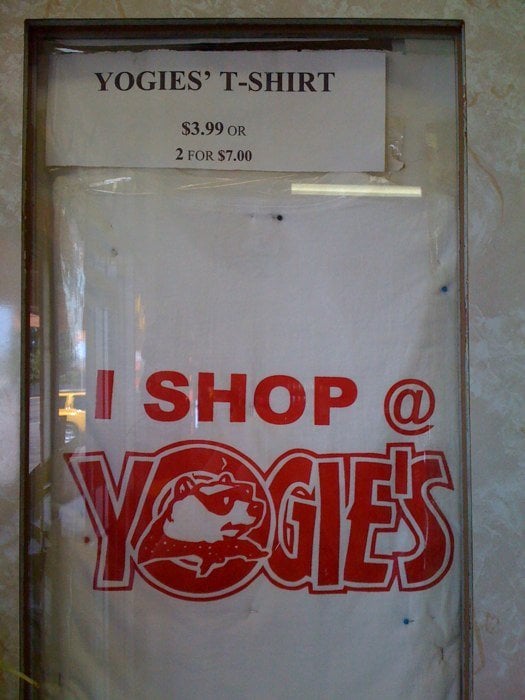 YOGIES' T-SHIRT
$3.99 OR
2 FOR $7.00
I SHOP @
YOGIE'S